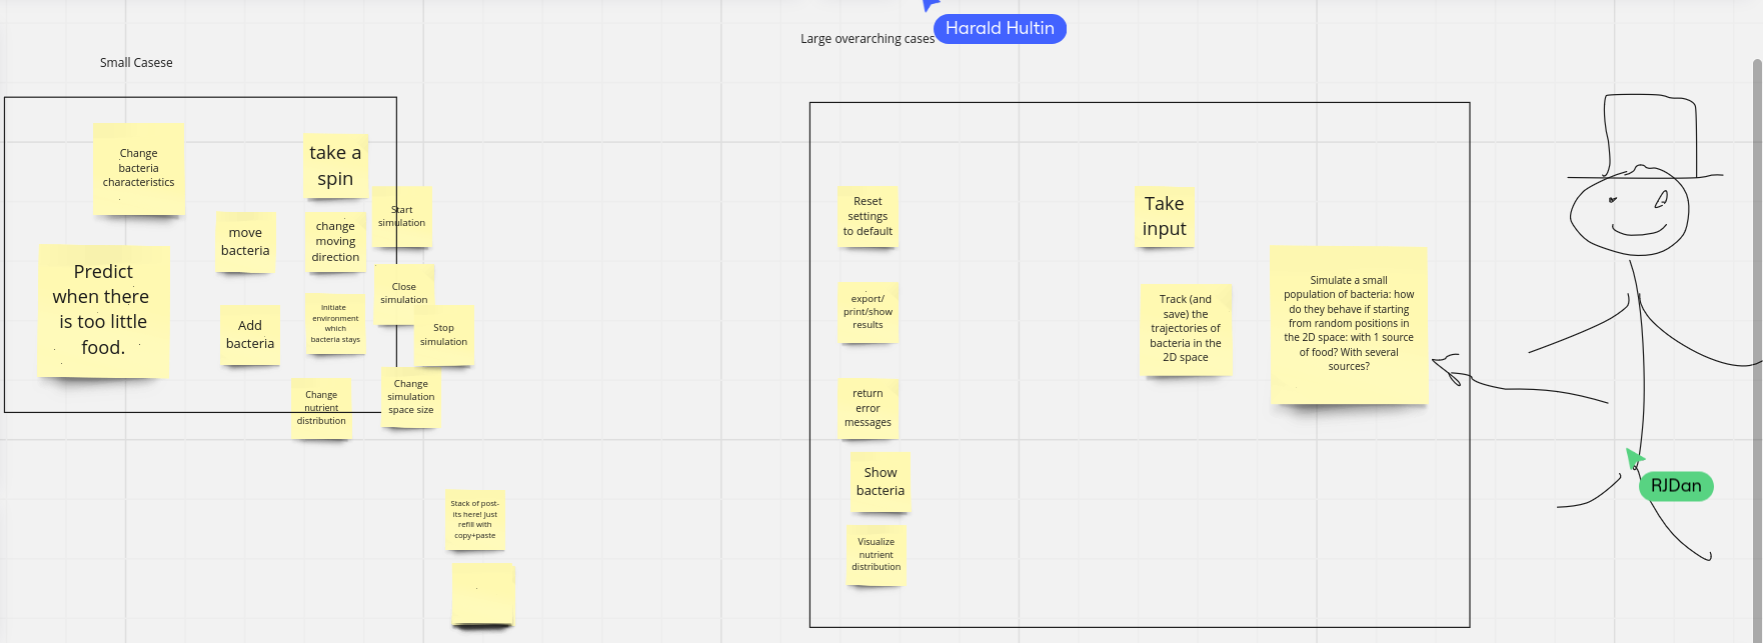 Harald Hultin
Large overarching cases
Small Casese
Change
bacteria
characteristics
take a
spin
Start
simulation
move
bacteria
change
moving
direction
Predict
when there
is too little
food.
Close
simulation
Initiate
environment
which
bacteria stays
Add
bacteria
Stop
simulation
Change
nutrient
distribution
Change
simulation
space size
Stack of post-
its here! Just
refill with
copy+paste
Reset
settings
to default
Take
input
export/
print/show
results
Track (and
save) the
trajectories of
bacteria in the
2D space
Simulate a small
population of bacteria: how
do they behave if starting
from random positions in
the 2D space: with 1 source
of food? With several
sources?
return
error
messages
Show
bacteria
Visualize
nutrient
distribution
RJDan